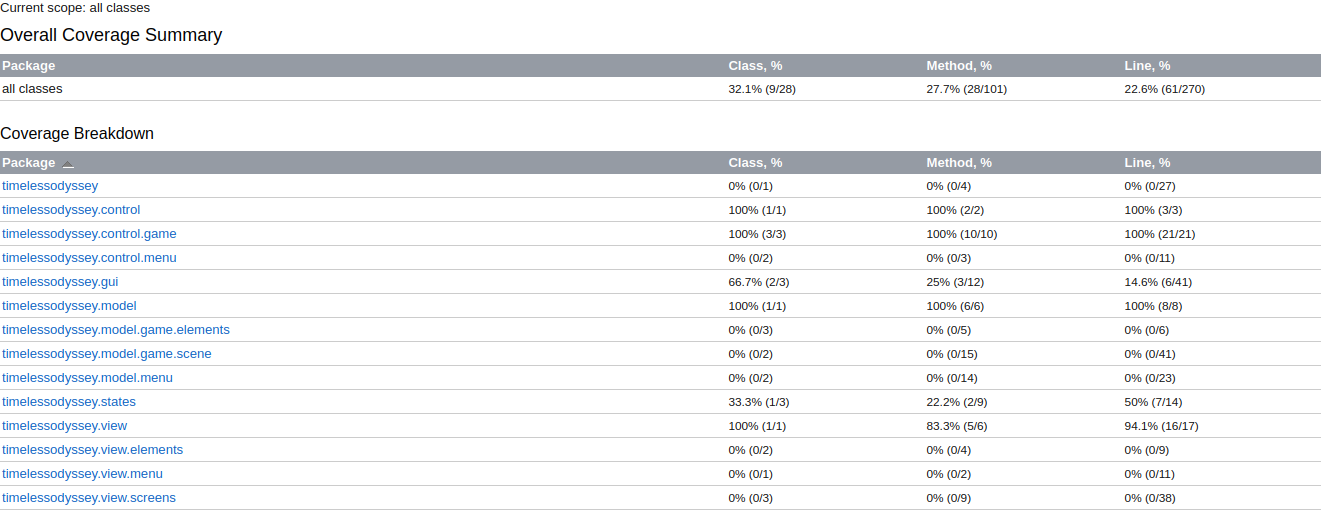 Current scope: all classes
Overall Coverage Summary
Package Class, % Method, % Line, %
all classes 32.1% (9/28) 27.7% (28/101) 22.6% (61/270)
Coverage Breakdown
Package Class, % Method, % Line, %
timelessodyssey 0% (0/1) 0% (0/4) 0% (0/27)
timelessodyssey.control 100% (1/1) 100% (2/2) 100% (3/3)
timelessodyssey.control.game 100% (3/3) 100% (10/10) 100% (21/21)
timelessodyssey.control.menu 0% (0/2) 0% (0/3) 0% (0/11)
timelessodyssey.gui 66.7% (2/3) 25% (3/12) 14.6% (6/41)
timelessodyssey.model 100% (1/1) 100% (6/6) 100% (8/8)
timelessodyssey.model.game.elements 0% (0/3) 0% (0/5) 0% (0/6)
timelessodyssey.model.game.scene 0% (0/2) 0% (0/15) 0% (0/41)
timelessodyssey.model.menu 0% (0/2) 0% (0/14) 0% (0/23)
timelessodyssey.states 33.3% (1/3) 22.2% (2/9) 50% (7/14)
timelessodyssey.view 100% (1/1) 83.3% (5/6) 94.1% (16/17)
timelessodyssey.view.elements 0% (0/2) 0% (0/4) 0% (0/9)
timelessodyssey.view.menu 0% (0/1) 0% (0/2) 0% (0/11)
timelessodyssey.view.screens 0% (0/3) 0% (0/9) 0% (0/38)